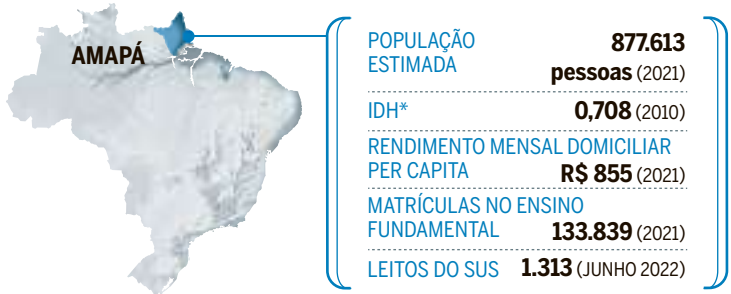 AMAPÁ
POPULAÇÃO 877.613
ESTIMADA pessoas (2021)
IDH* 0,708 (2010)
RENDIMENTO MENSAL DOMICILIAR
PER CAPITA R$ 855 (2021)
MATRÍCULAS NO ENSINO
FUNDAMENTAL 133.839 (2021)
LEITOS DO SUS 1.313 (JUNHO 2022)